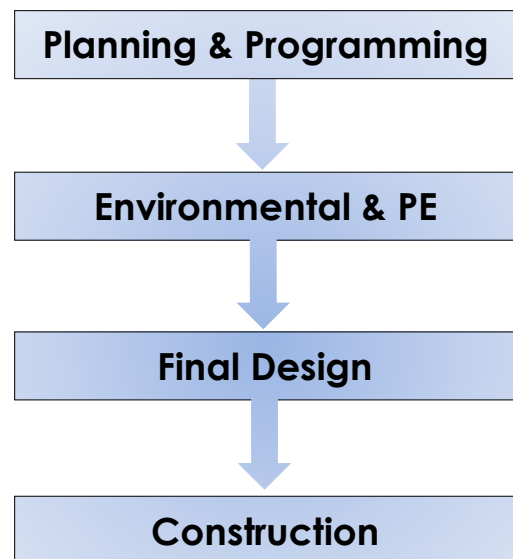 Planning & Programming
Environmental & PE
Final Design
Construction